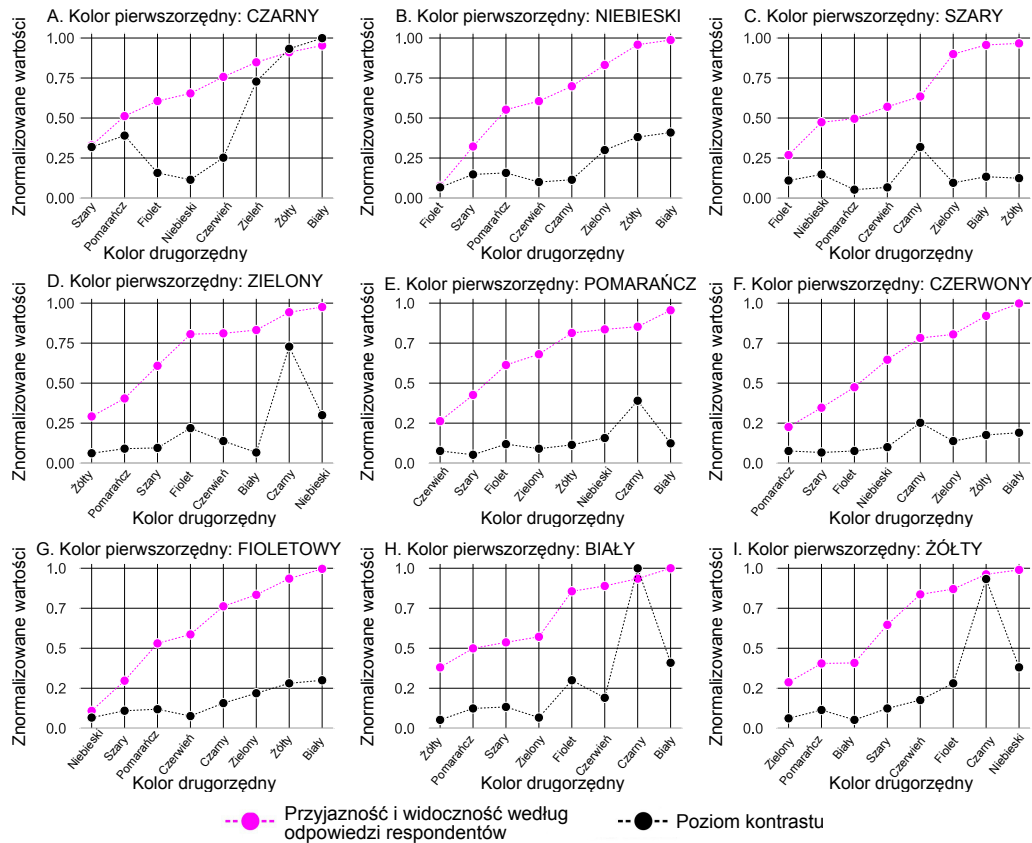 A. Kolor pierwszorzędny: CZARNY
Znormalizowane wartości
1.00
0.75
0.50
0.25
0.00
Szary
Pomarańcz
Fiolet
Niebieski
Czerwień
Zieleń
Żółty
Biały
Kolor drugorzędny
B. Kolor pierwszorzędny: NIEBIESKI
Znormalizowane wartości
1.00
0.75
0.50
0.25
0.00
Fiolet
Szary
Pomarańcz
Czerwień
Czarny
Zielony
Żółty
Biały
Kolor drugorzędny
C. Kolor pierwszorzędny: SZARY
Znormalizowane wartości
1.00
0.75
0.50
0.25
0.00
Fiolet
Niebieski
Pomarańcz
Czerwień
Czarny
Zielony
Biały
Żółty
Kolor drugorzędny
D. Kolor pierwszorzędny: ZIELONY
Znormalizowane wartości
1.00
0.75
0.50
0.25
0.00
Żółty
Pomarańcz
Szary
Fiolet
Czerwień
Biały
Czarny
Niebieski
Kolor drugorzędny
E. Kolor pierwszorzędny: POMARAŃCZ
Znormalizowane wartości
1.0
0.7
0.5
0.2
0.0
Czerwień
Szary
Fiolet
Zielony
Żółty
Niebieski
Czarny
Biały
Kolor drugorzędny
F. Kolor pierwszorzędny: CZERWONY
Znormalizowane wartości
1.0
0.7
0.5
0.2
0.0
Pomarańcz
Szary
Fiolet
Niebieski
Czarny
Zielony
Żółty
Biały
Kolor drugorzędny
G. Kolor pierwszorzędny: FIOLETOWY
Znormalizowane wartości
1.0
0.7
0.5
0.2
0.0
Niebieski
Szary
Pomarańcz
Czerwień
Czarny
Zielony
Żółty
Biały
Kolor drugorzędny
H. Kolor pierwszorzędny: BIAŁY
Znormalizowane wartości
1.0
0.7
0.5
0.2
0.0
Żółty
Pomarańcz
Szary
Zielony
Fiolet
Czerwień
Czarny
Biały
Kolor drugorzędny
I. Kolor pierwszorzędny: ŻÓŁTY
Znormalizowane wartości
1.0
0.7
0.5
0.2
0.0
Zielony
Pomarańcz
Biały
Szary
Czerwień
Fiolet
Czarny
Niebieski
Kolor drugorzędny
Przyjazność i widoczność według
odpowiedzi respondentów
Poziom kontrastu